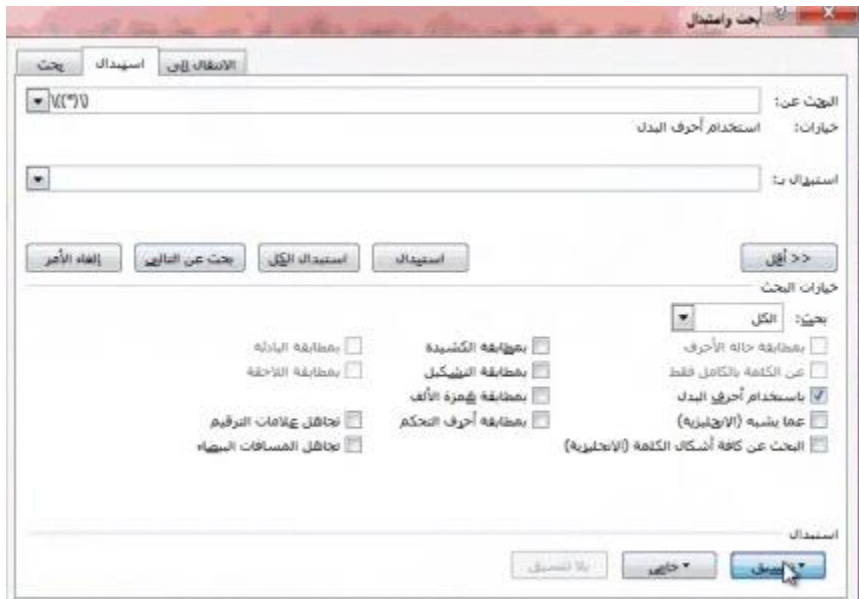 بحث واستبدال
بحث استبدال الانتقال إلى
البحث عن: \(*)\)
خيارات: استخدام أحرف البدل
استبدال بـ:
<< أقل استبدال استبدال الكل بحث عن التالي إلغاء الأمر
خيارات البحث
بحث: الكل
بمطابقة حالة الأحرف بمطابقة الكشيدة بمطابقة البادئة
عن الكلمة بالكامل فقط بمطابقة التشكيل بمطابقة اللاحقة
باستخدام أحرف البدل بمطابقة همزة الألف
عما يشبه (الإنجليزية) بمطابقة أحرف التحكم تجاهل علامات الترقيم
البحث عن كافة أشكال الكلمة (الإنجليزية) تجاهل المسافات البيضاء
استبدال
تنسيق خاص بلا تنسيق